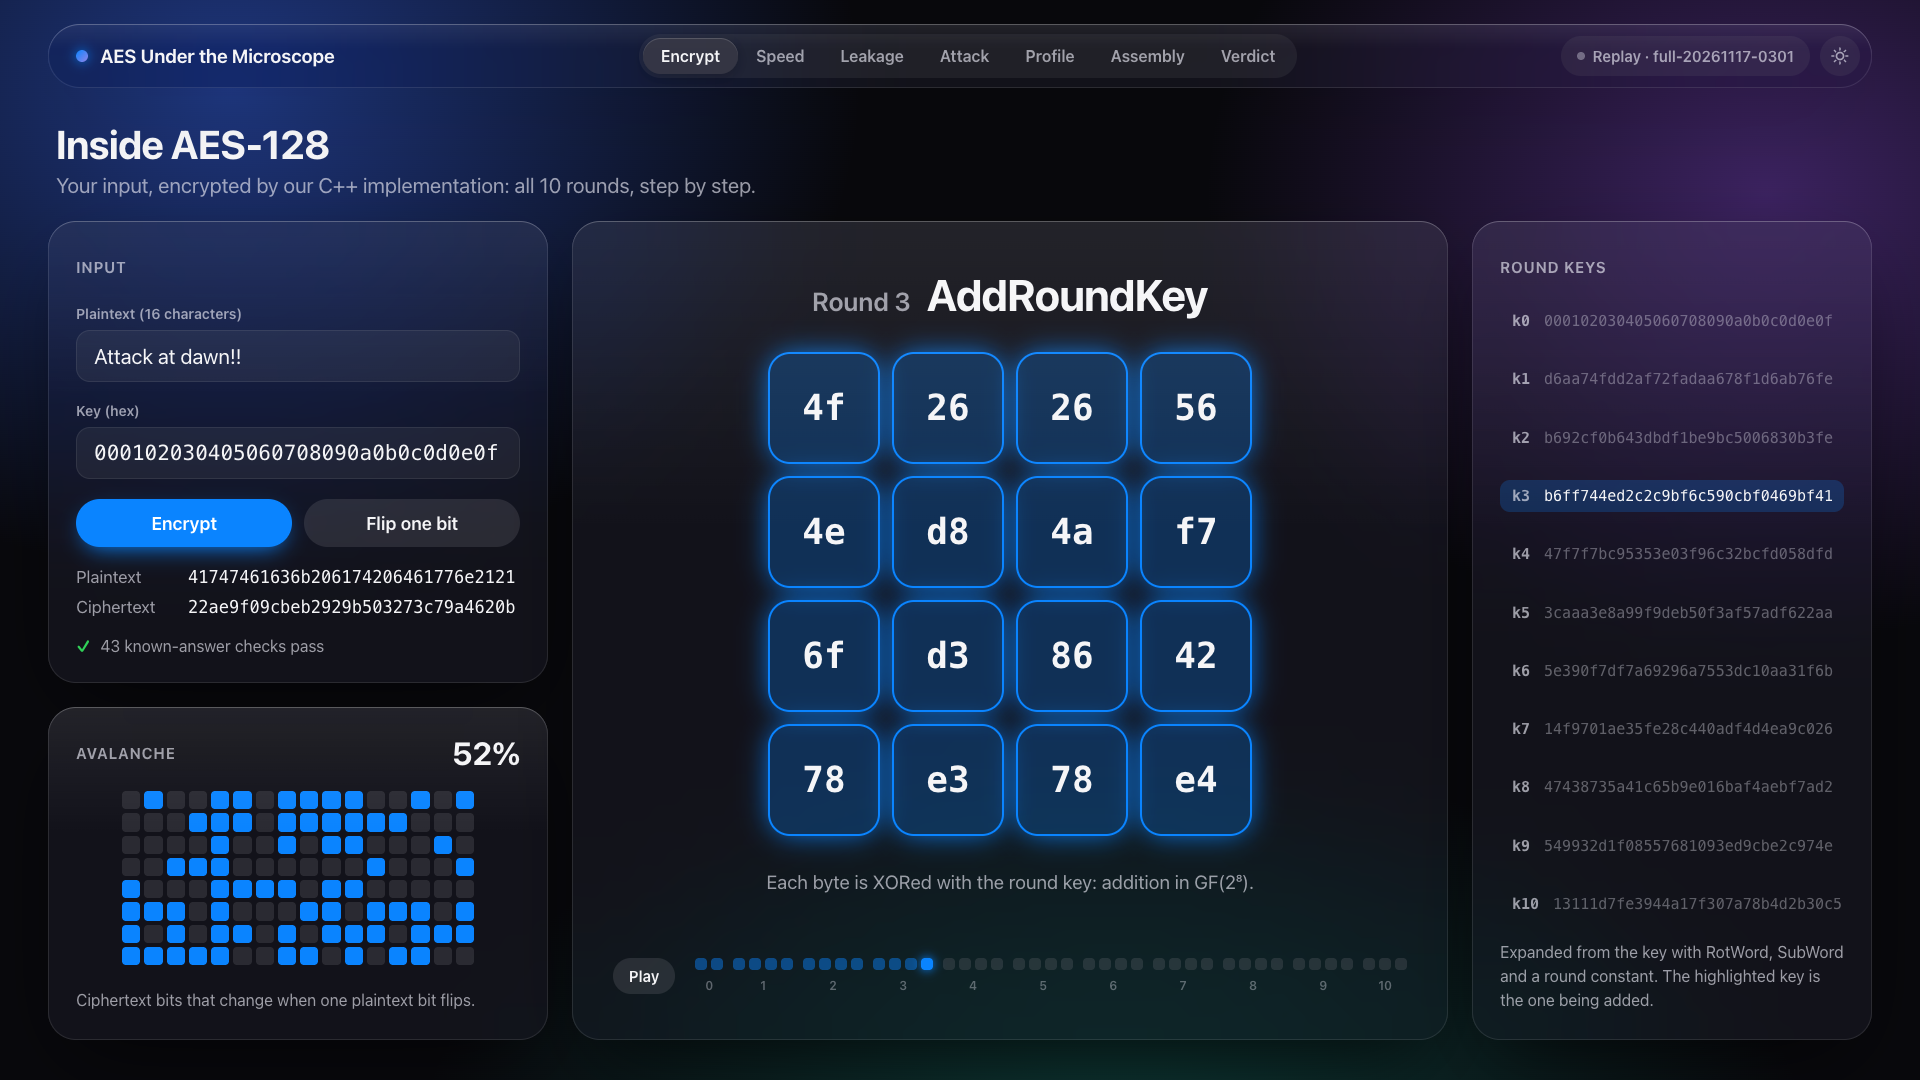 AES Under the Microscope
Encrypt Speed Leakage Attack Profile Assembly Verdict
Replay · full-20261117-0301
Inside AES-128
Your input, encrypted by our C++ implementation: all 10 rounds, step by step.
INPUT
Plaintext (16 characters)
Attack at dawn!!
Key (hex)
000102030405060708090a0b0c0d0e0f
Encrypt Flip one bit
Plaintext 41747461636b206174206461776e2121
Ciphertext 22ae9f09cbeb2929b503273c79a4620b
✓ 43 known-answer checks pass
AVALANCHE 52%
Ciphertext bits that change when one plaintext bit flips.
Round 3 AddRoundKey
4f 26 26 56
4e d8 4a f7
6f d3 86 42
78 e3 78 e4
Each byte is XORed with the round key: addition in GF(2⁸).
Play
0 1 2 3 4 5 6 7 8 9 10
ROUND KEYS
k0 000102030405060708090a0b0c0d0e0f
k1 d6aa74fdd2af72fadaa678f1d6ab76fe
k2 b692cf0b643dbdf1be9bc5006830b3fe
k3 b6ff744ed2c2c9bf6c590cbf0469bf41
k4 47f7f7bc95353e03f96c32bcfd058dfd
k5 3caaa3e8a99f9deb50f3af57adf622aa
k6 5e390f7df7a69296a7553dc10aa31f6b
k7 14f9701ae35fe28c440adf4d4ea9c026
k8 47438735a41c65b9e016baf4aebf7ad2
k9 549932d1f08557681093ed9cbe2c974e
k10 13111d7fe3944a17f307a78b4d2b30c5
Expanded from the key with RotWord, SubWord
and a round constant. The highlighted key is
the one being added.